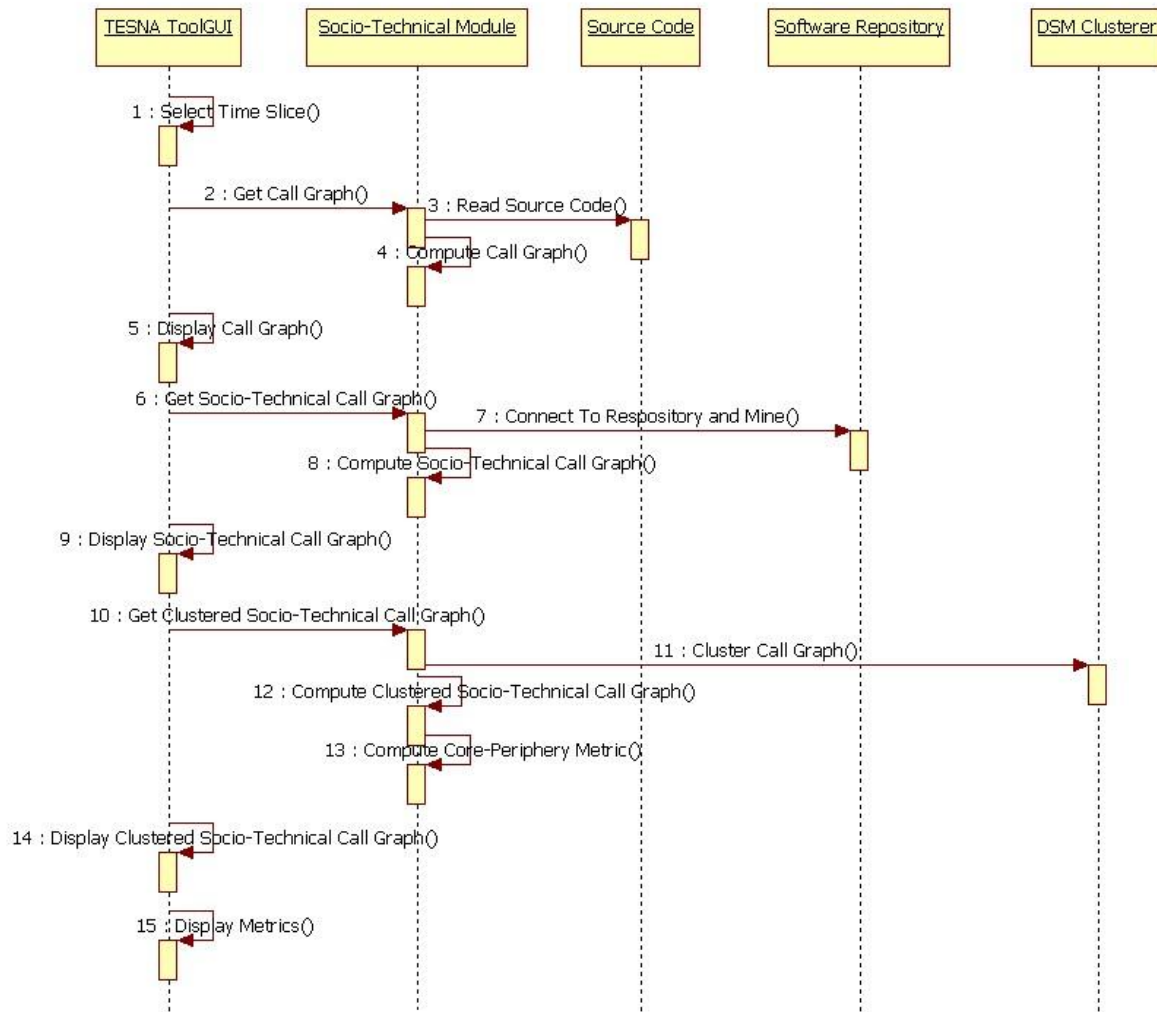 TESNA ToolGUI
Socio-Technical Module
Source Code
Software Repository
DSM Clusterer
1 : Select Time Slice()
2 : Get Call Graph()
3 : Read Source Code()
4 : Compute Call Graph()
5 : Display Call Graph()
6 : Get Socio-Technical Call Graph()
7 : Connect To Respository and Mine()
8 : Compute Socio-Technical Call Graph()
9 : Display Socio-Technical Call Graph()
10 : Get Clustered Socio-Technical Call Graph()
11 : Cluster Call Graph()
12 : Compute Clustered Socio-Technical Call Graph()
13 : Compute Core-Periphery Metric()
14 : Display Clustered Socio-Technical Call Graph()
15 : Display Metrics()